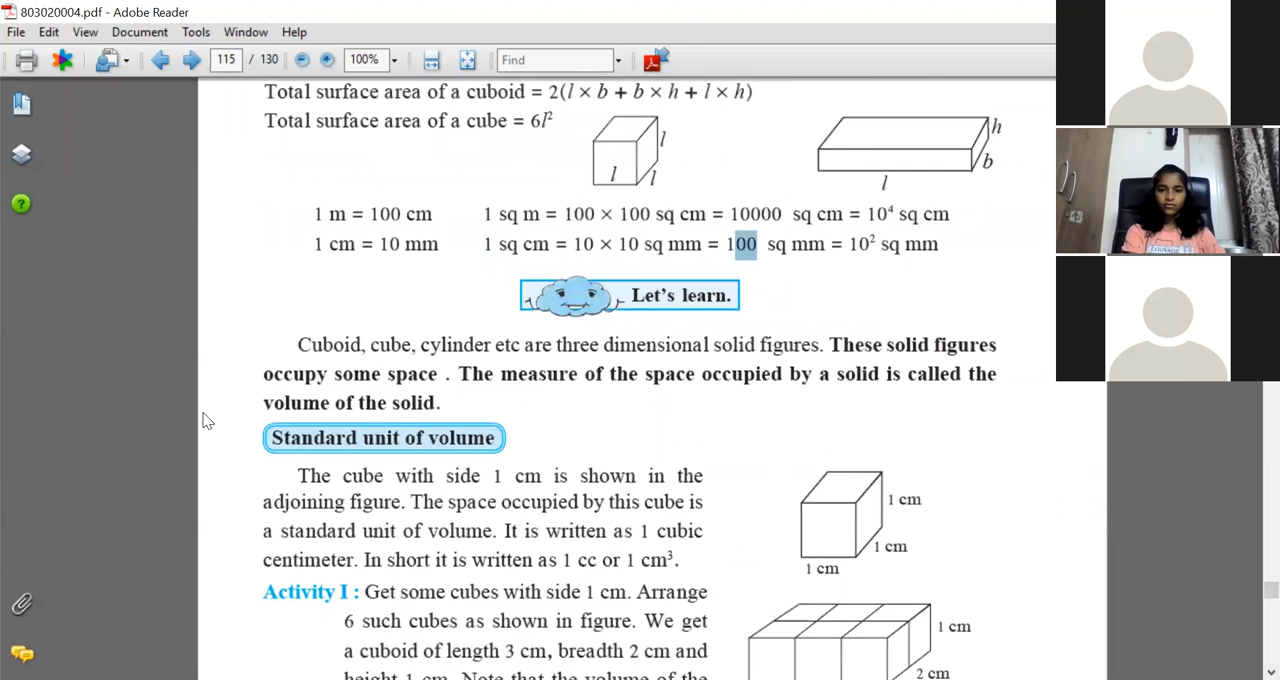 803020004.pdf - Adobe Reader
File Edit View Document Tools Window Help
115 / 130 100% Find
Total surface area of a cuboid = 2(l × b + b × h + l × h)
Total surface area of a cube = 6l²
l
l
l
h
b
l
1 m = 100 cm 1 sq m = 100 × 100 sq cm = 10000 sq cm = 10⁴ sq cm
1 cm = 10 mm 1 sq cm = 10 × 10 sq mm = 100 sq mm = 10² sq mm
Let's learn.
Cuboid, cube, cylinder etc are three dimensional solid figures. These solid figures
occupy some space . The measure of the space occupied by a solid is called the
volume of the solid.
Standard unit of volume
The cube with side 1 cm is shown in the
adjoining figure. The space occupied by this cube is
a standard unit of volume. It is written as 1 cubic
centimeter. In short it is written as 1 cc or 1 cm³.
1 cm
1 cm
1 cm
Activity I : Get some cubes with side 1 cm. Arrange
6 such cubes as shown in figure. We get
a cuboid of length 3 cm, breadth 2 cm and
height 1 cm. Note that the volume of the
1 cm
2 cm